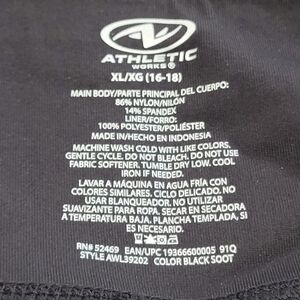 ATHLETIC
WORKS®
XL/XG (16-18)
MAIN BODY/PARTE PRINCIPAL DEL CUERPO:
86% NYLON/NILÓN
14% SPANDEX
LINER/FORRO:
100% POLYESTER/POLIÉSTER
MADE IN/HECHO EN INDONESIA
MACHINE WASH COLD WITH LIKE COLORS.
GENTLE CYCLE. DO NOT BLEACH. DO NOT USE
FABRIC SOFTENER. TUMBLE DRY LOW. COOL
IRON IF NEEDED.
LAVAR A MÁQUINA EN AGUA FRÍA CON
COLORES SIMILARES. CICLO DELICADO. NO
USAR BLANQUEADOR. NO UTILIZAR
SUAVIZANTE PARA ROPA. SECAR EN SECADORA
A TEMPERATURA BAJA. PLANCHA TEMPLADA, SI
ES NECESARIO.
RN# 52469 EAN/UPC 19366600005 91Q
STYLE AWL39202 COLOR BLACK SOOT